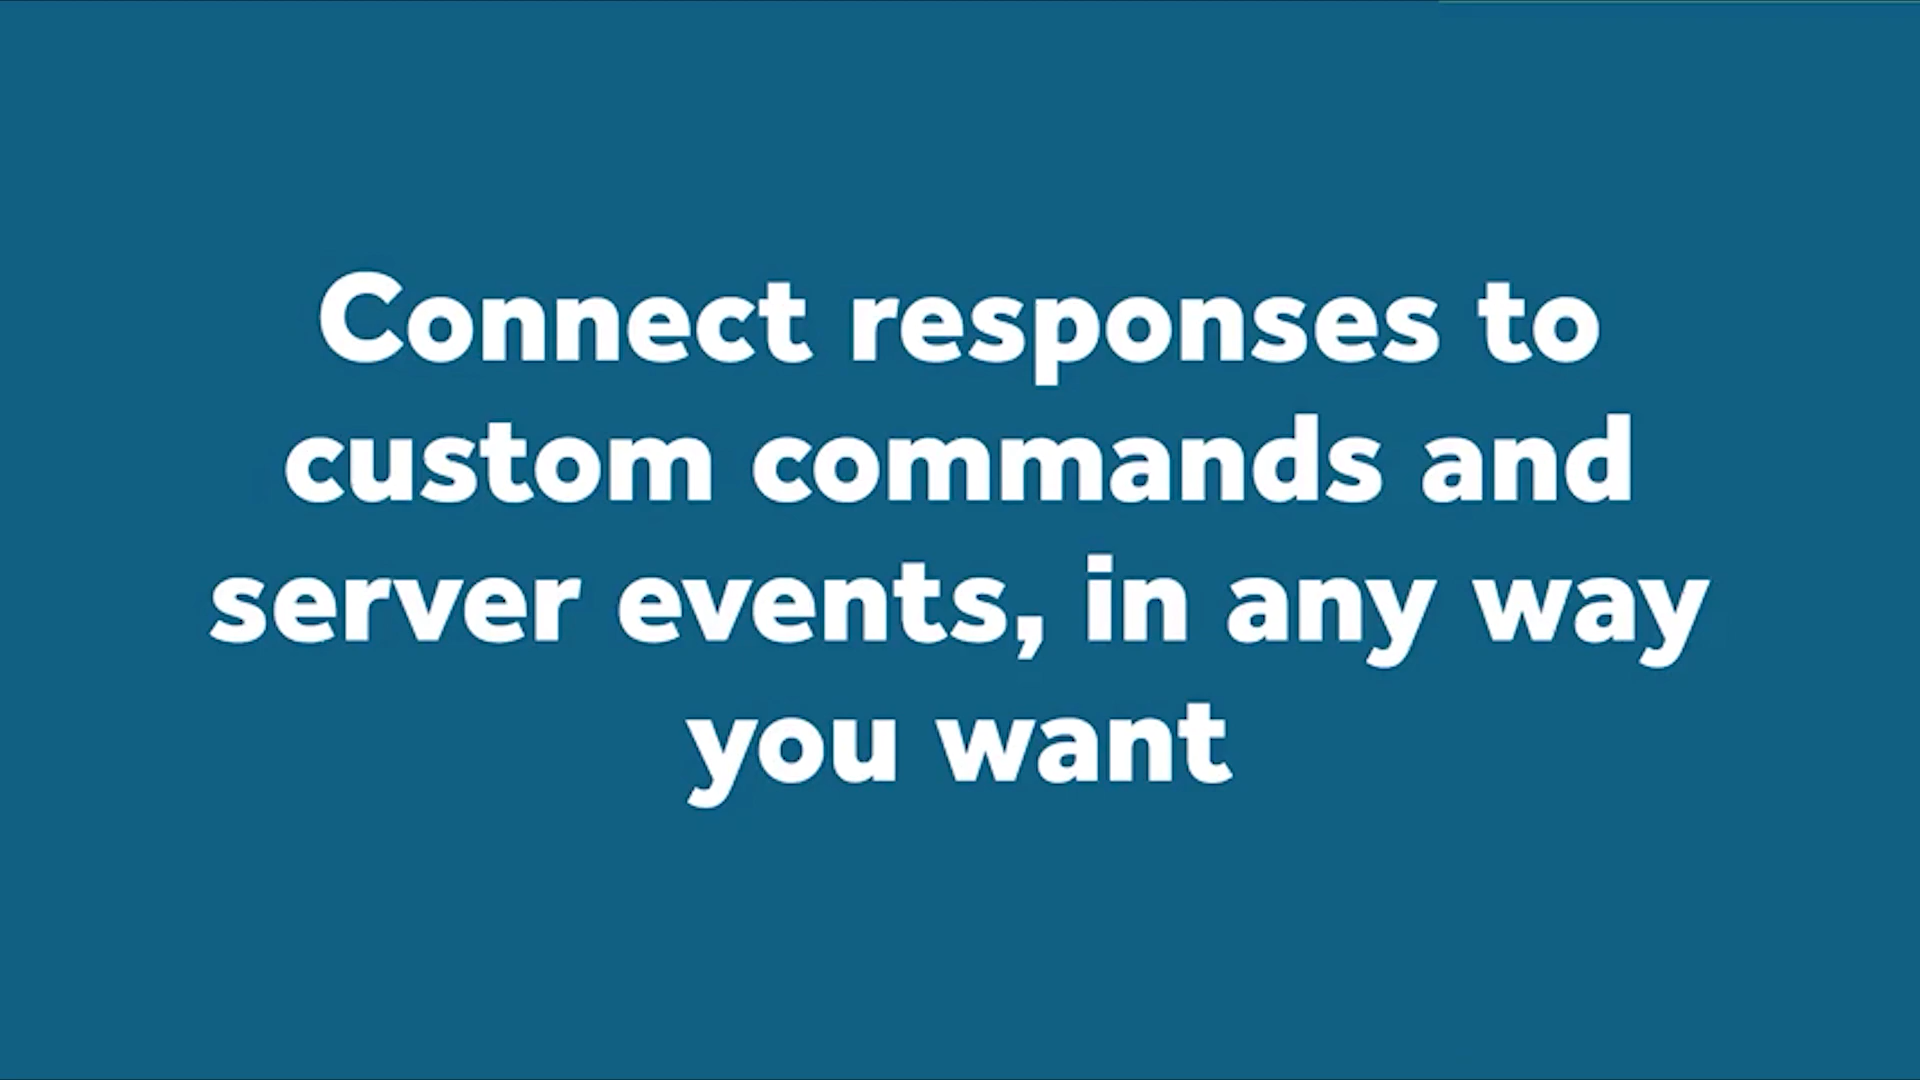 Connect responses to
custom commands and
server events, in any way
you want